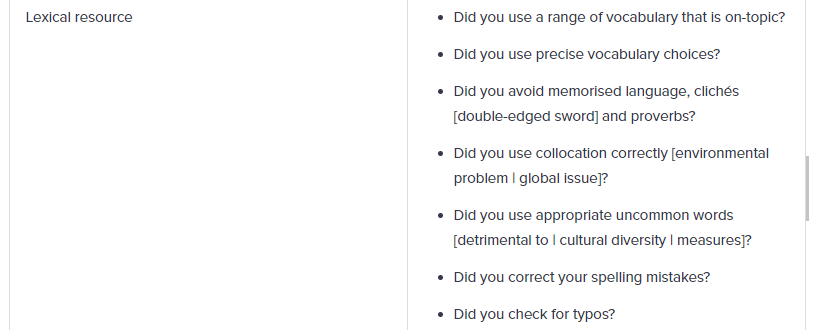 Lexical resource
• Did you use a range of vocabulary that is on-topic?
• Did you use precise vocabulary choices?
• Did you avoid memorised language, clichés
[double-edged sword] and proverbs?
• Did you use collocation correctly [environmental
problem | global issue]?
• Did you use appropriate uncommon words
[detrimental to | cultural diversity | measures]?
• Did you correct your spelling mistakes?
• Did you check for typos?